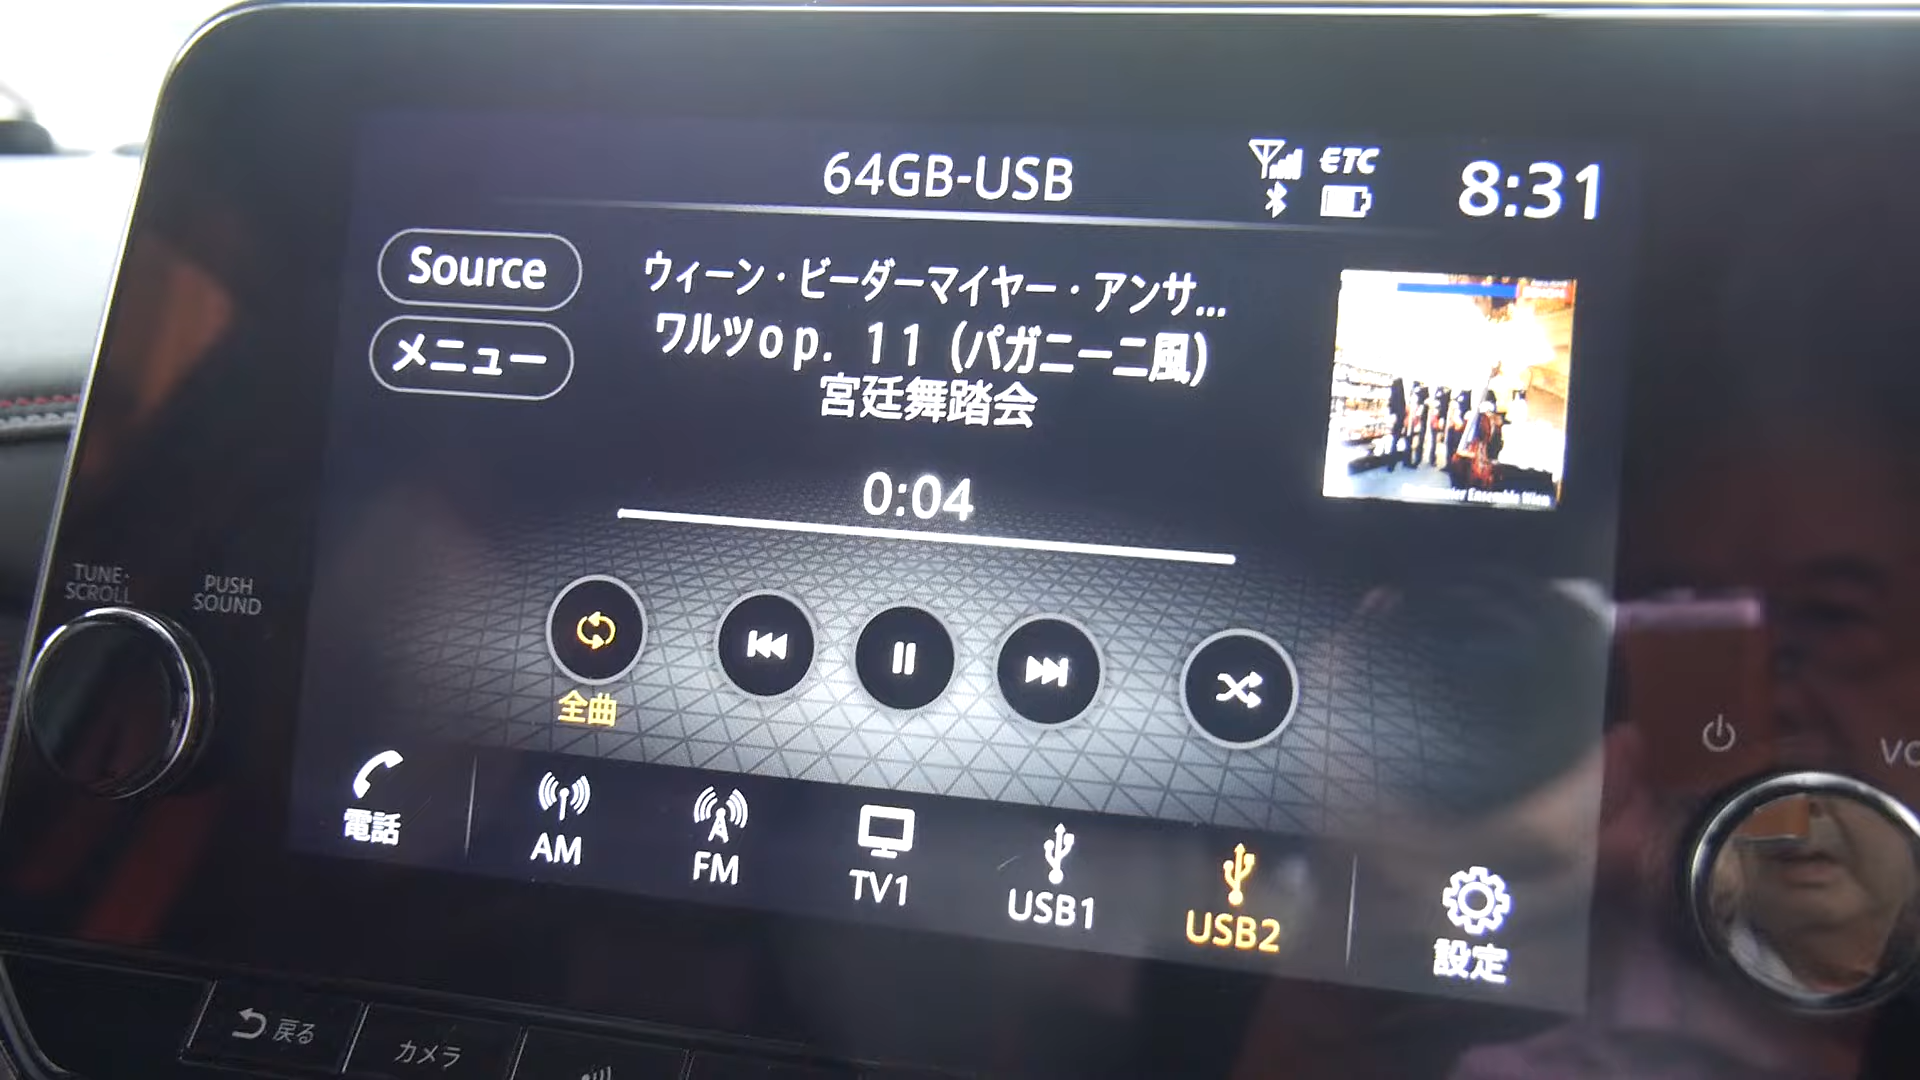 64GB-USB
ETC
8:31
Source
メニュー
ウィーン・ビーダーマイヤー・アンサ...
ワルツop. 11 (パガニーニ風)
宮廷舞踏会
Ensemble Wien
0:04
TUNE·
SCROLL
PUSH
SOUND
全曲
電話
AM
FM
TV1
USB1
USB2
設定
VO
戻る
カメラ